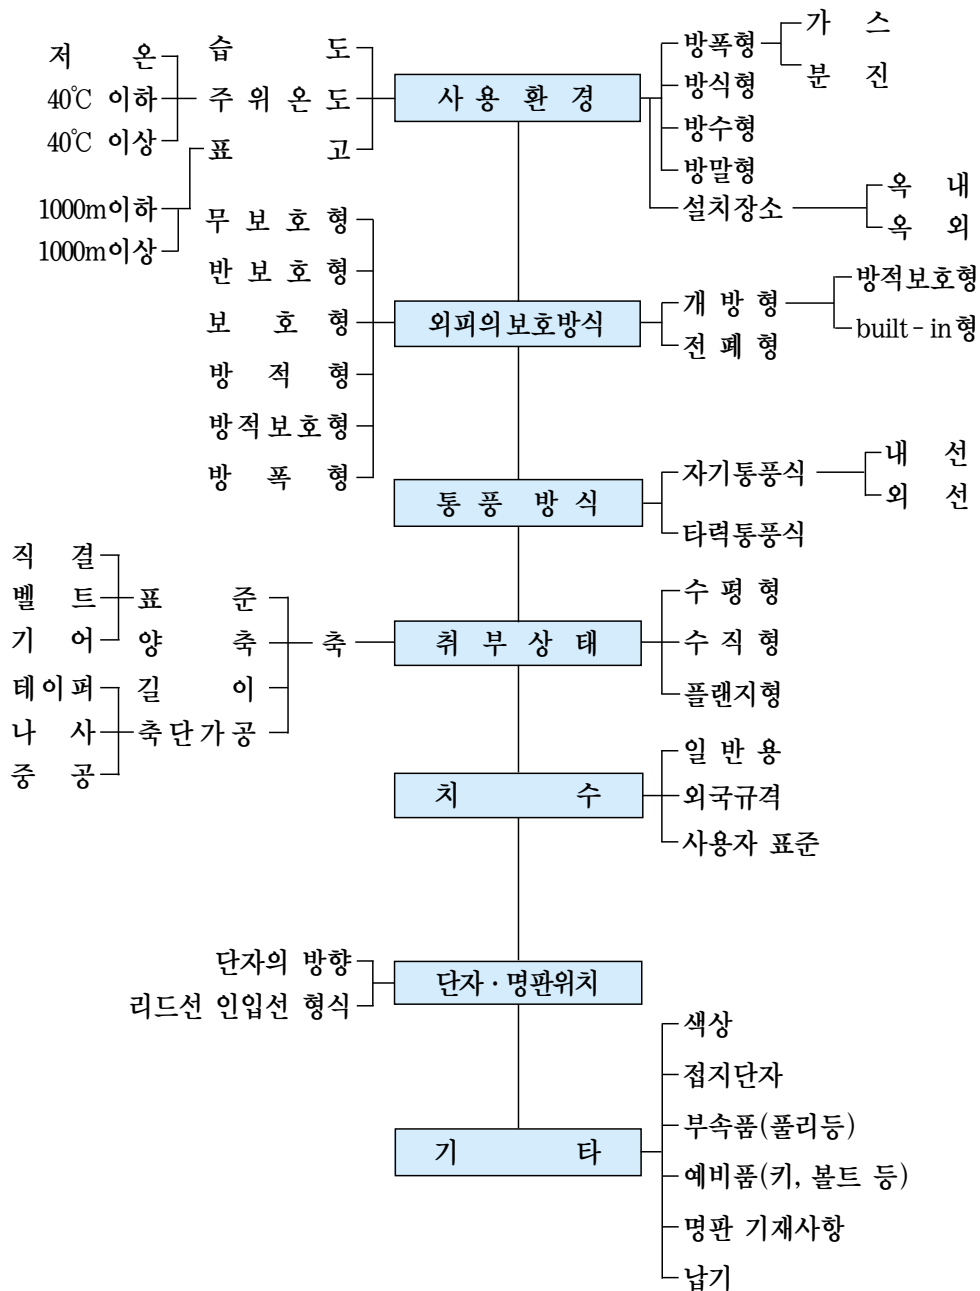 사 용 환 경
습 도
주 위 온 도
표 고
저 온
40℃ 이하
40℃ 이상
1000m이하
1000m이상
방폭형
가 스
분 진
방식형
방수형
방말형
설치장소
옥 내
옥 외
외피의 보호방식
무 보 호 형
반 보 호 형
보 호 형
방 적 형
방적보호형
방 폭 형
개 방 형
방적보호형
built - in 형
전 폐 형
통 풍 방 식
자기통풍식
내 선
외 선
타력통풍식
취 부 상 태
축
표 준
양 축
길 이
축단가공
직 결
벨 트
기 어
테이퍼
나 사
중 공
수 평 형
수 직 형
플랜지형
치 수
일 반 용
외국규격
사용자 표준
단자 · 명판위치
단자의 방향
리드선 인입선 형식
기 타
색상
접지단자
부속품(풀리등)
예비품(키, 볼트 등)
명판 기재사항
납기